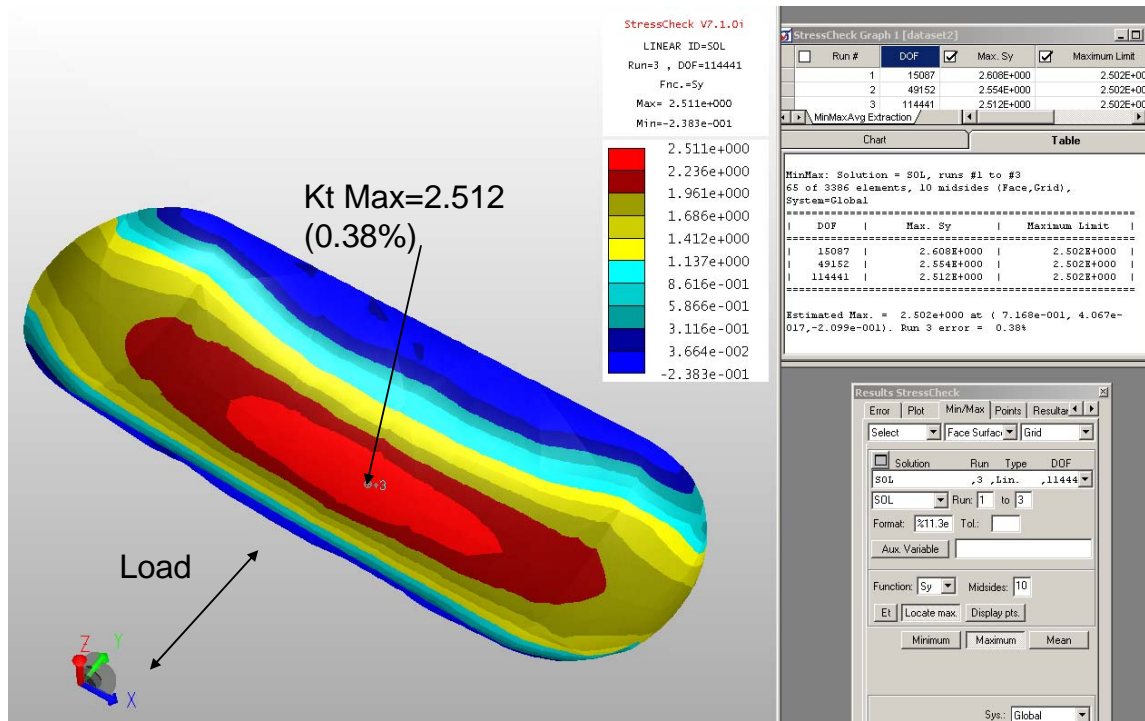 StressCheck V7.1.0i
LINEAR ID=SOL
Run=3 , DOF=114441
Fnc.=Sy
Max= 2.511e+000
Min=-2.383e-001
2.511e+000
2.236e+000
1.961e+000
1.686e+000
1.412e+000
1.137e+000
8.616e-001
5.866e-001
3.116e-001
3.664e-002
-2.383e-001
Kt Max=2.512
(0.38%)
+3
Load
Z
Y
X
StressCheck Graph 1 [dataset2]
Run # DOF Max. Sy Maximum Limit
1 15087 2.608E+000 2.502E+00
2 49152 2.554E+000 2.502E+00
3 114441 2.512E+000 2.502E+00
MinMaxAvg Extraction
Chart Table
MinMax: Solution = SOL, runs #1 to #3
65 of 3386 elements, 10 midsides (Face,Grid),
System=Global
| DOF | Max. Sy | Maximum Limit |
| 15087 | 2.608E+000 | 2.502E+000 |
| 49152 | 2.554E+000 | 2.502E+000 |
| 114441 | 2.512E+000 | 2.502E+000 |
Estimated Max. = 2.502e+000 at ( 7.168e-001, 4.067e-
017,-2.099e-001). Run 3 error = 0.38%
Results StressCheck
Error Plot Min/Max Points Resultan
Select Face Surfac Grid
Solution Run Type DOF
SOL ,3 ,Lin. ,11444
SOL Run: 1 to 3
Format: %11.3e Tol.:
Aux. Variable
Function: Sy Midsides: 10
Et Locate max. Display pts.
Minimum Maximum Mean
Sys.: Global